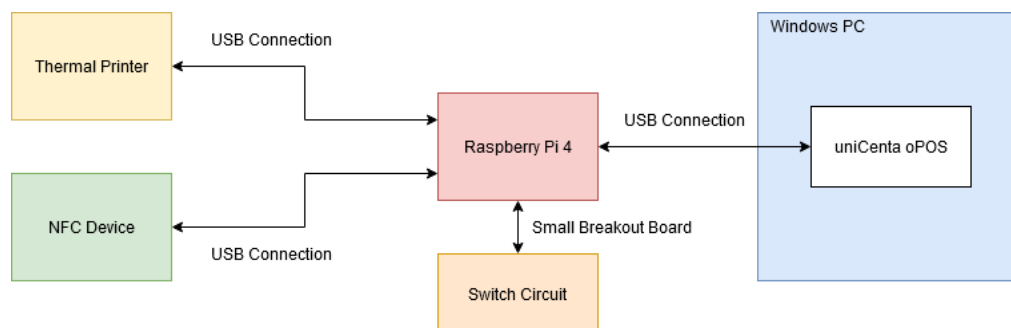 USB Connection
Thermal Printer
Windows PC
USB Connection
Raspberry Pi 4
uniCenta oPOS
NFC Device
USB Connection
Small Breakout Board
Switch Circuit